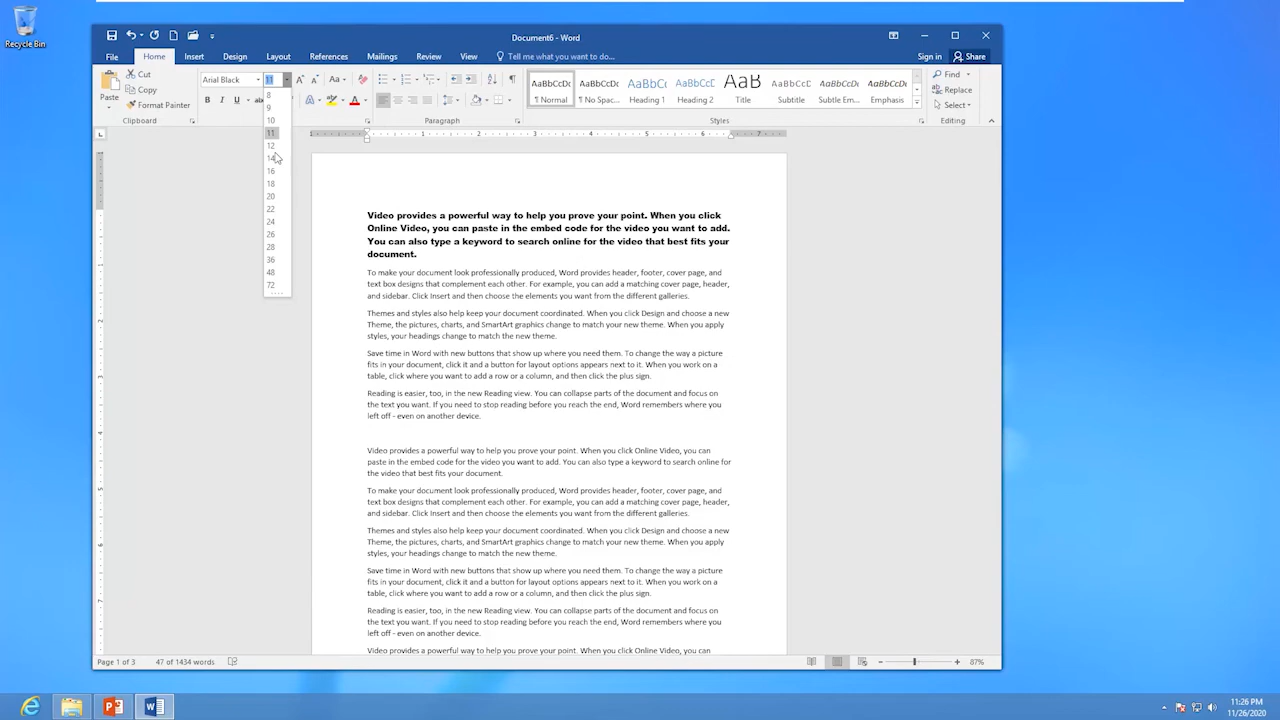 Document6 - Word
Recycle Bin
File Home Insert Design Layout References Mailings Review View Tell me what you want to do... Sign in Share
Paste
Cut
Copy
Format Painter
Clipboard
Arial Black 11
Aa
B I U abc
A A
8
9
10
11
12
14
16
18
20
22
24
26
28
36
48
72
Paragraph
AaBbCcDc AaBbCcDc AaBbCc AaBbCcD AaB AaBbCcD AaBbCcDc AaBbCcDc
¶ Normal ¶ No Spac... Heading 1 Heading 2 Title Subtitle Subtle Em... Emphasis
Styles
Find
Replace
Select
Editing
1 1 2 3 4 5 6 7
Video provides a powerful way to help you prove your point. When you click
Online Video, you can paste in the embed code for the video you want to add.
You can also type a keyword to search online for the video that best fits your
document.
To make your document look professionally produced, Word provides header, footer, cover page, and
text box designs that complement each other. For example, you can add a matching cover page, header,
and sidebar. Click Insert and then choose the elements you want from the different galleries.
Themes and styles also help keep your document coordinated. When you click Design and choose a new
Theme, the pictures, charts, and SmartArt graphics change to match your new theme. When you apply
styles, your headings change to match the new theme.
Save time in Word with new buttons that show up where you need them. To change the way a picture
fits in your document, click it and a button for layout options appears next to it. When you work on a
table, click where you want to add a row or a column, and then click the plus sign.
Reading is easier, too, in the new Reading view. You can collapse parts of the document and focus on
the text you want. If you need to stop reading before you reach the end, Word remembers where you
left off - even on another device.
Video provides a powerful way to help you prove your point. When you click Online Video, you can
paste in the embed code for the video you want to add. You can also type a keyword to search online for
the video that best fits your document.
To make your document look professionally produced, Word provides header, footer, cover page, and
text box designs that complement each other. For example, you can add a matching cover page, header,
and sidebar. Click Insert and then choose the elements you want from the different galleries.
Themes and styles also help keep your document coordinated. When you click Design and choose a new
Theme, the pictures, charts, and SmartArt graphics change to match your new theme. When you apply
styles, your headings change to match the new theme.
Save time in Word with new buttons that show up where you need them. To change the way a picture
fits in your document, click it and a button for layout options appears next to it. When you work on a
table, click where you want to add a row or a column, and then click the plus sign.
Reading is easier, too, in the new Reading view. You can collapse parts of the document and focus on
the text you want. If you need to stop reading before you reach the end, Word remembers where you
left off - even on another device.
Video provides a powerful way to help you prove your point. When you click Online Video, you can
Page 1 of 3 47 of 1434 words 87%
11:26 PM
11/26/2020